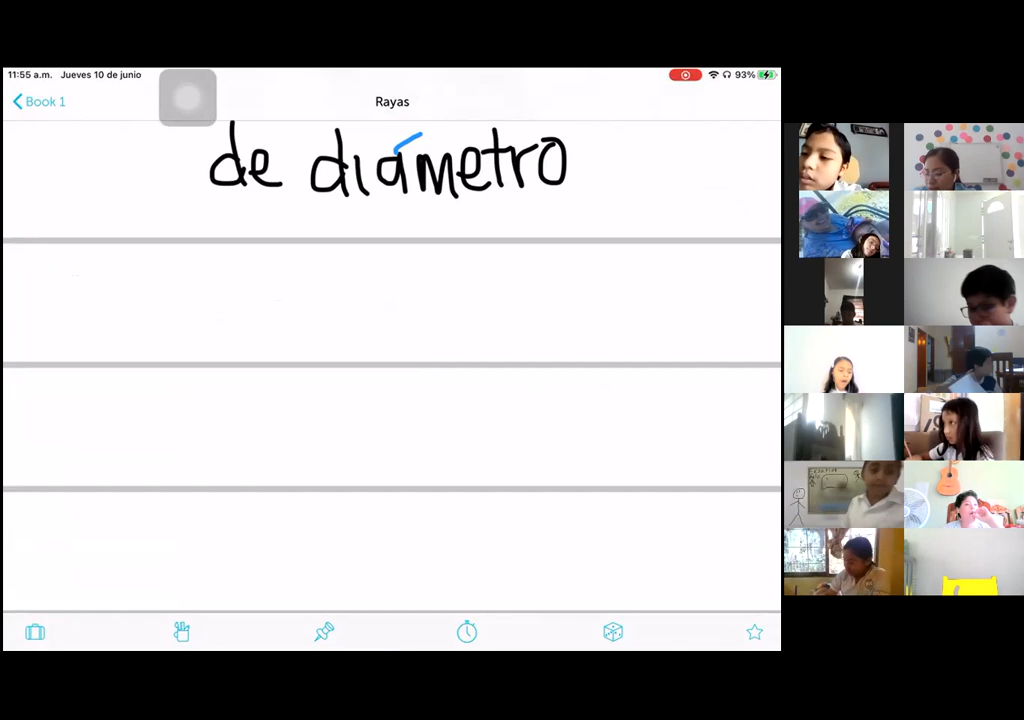 11:55 a.m. Jueves 10 de junio
93%
Book 1
Rayas
de diámetro